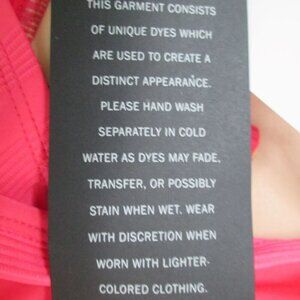 THIS GARMENT CONSISTS
OF UNIQUE DYES WHICH
ARE USED TO CREATE A
DISTINCT APPEARANCE.
PLEASE HAND WASH
SEPARATELY IN COLD
WATER AS DYES MAY FADE,
TRANSFER, OR POSSIBLY
STAIN WHEN WET. WEAR
WITH DISCRETION WHEN
WORN WITH LIGHTER-
COLORED CLOTHING.